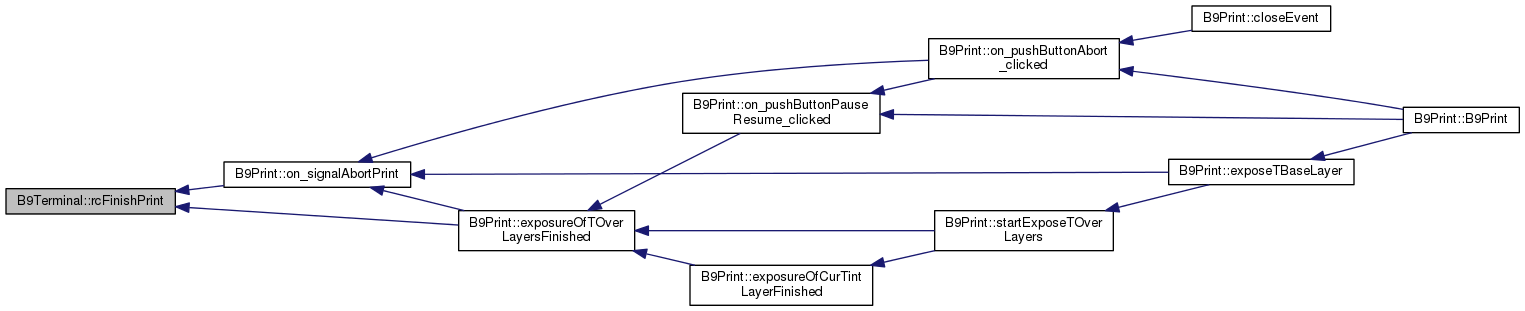 B9Print::closeEvent
B9Print::on_pushButtonAbort
_clicked
B9Print::on_pushButtonPause
Resume_clicked
B9Print::B9Print
B9Print::on_signalAbortPrint
B9Print::exposeTBaseLayer
B9Terminal::rcFinishPrint
B9Print::exposureOfTOver
LayersFinished
B9Print::startExposeTOver
Layers
B9Print::exposureOfCurTint
LayerFinished